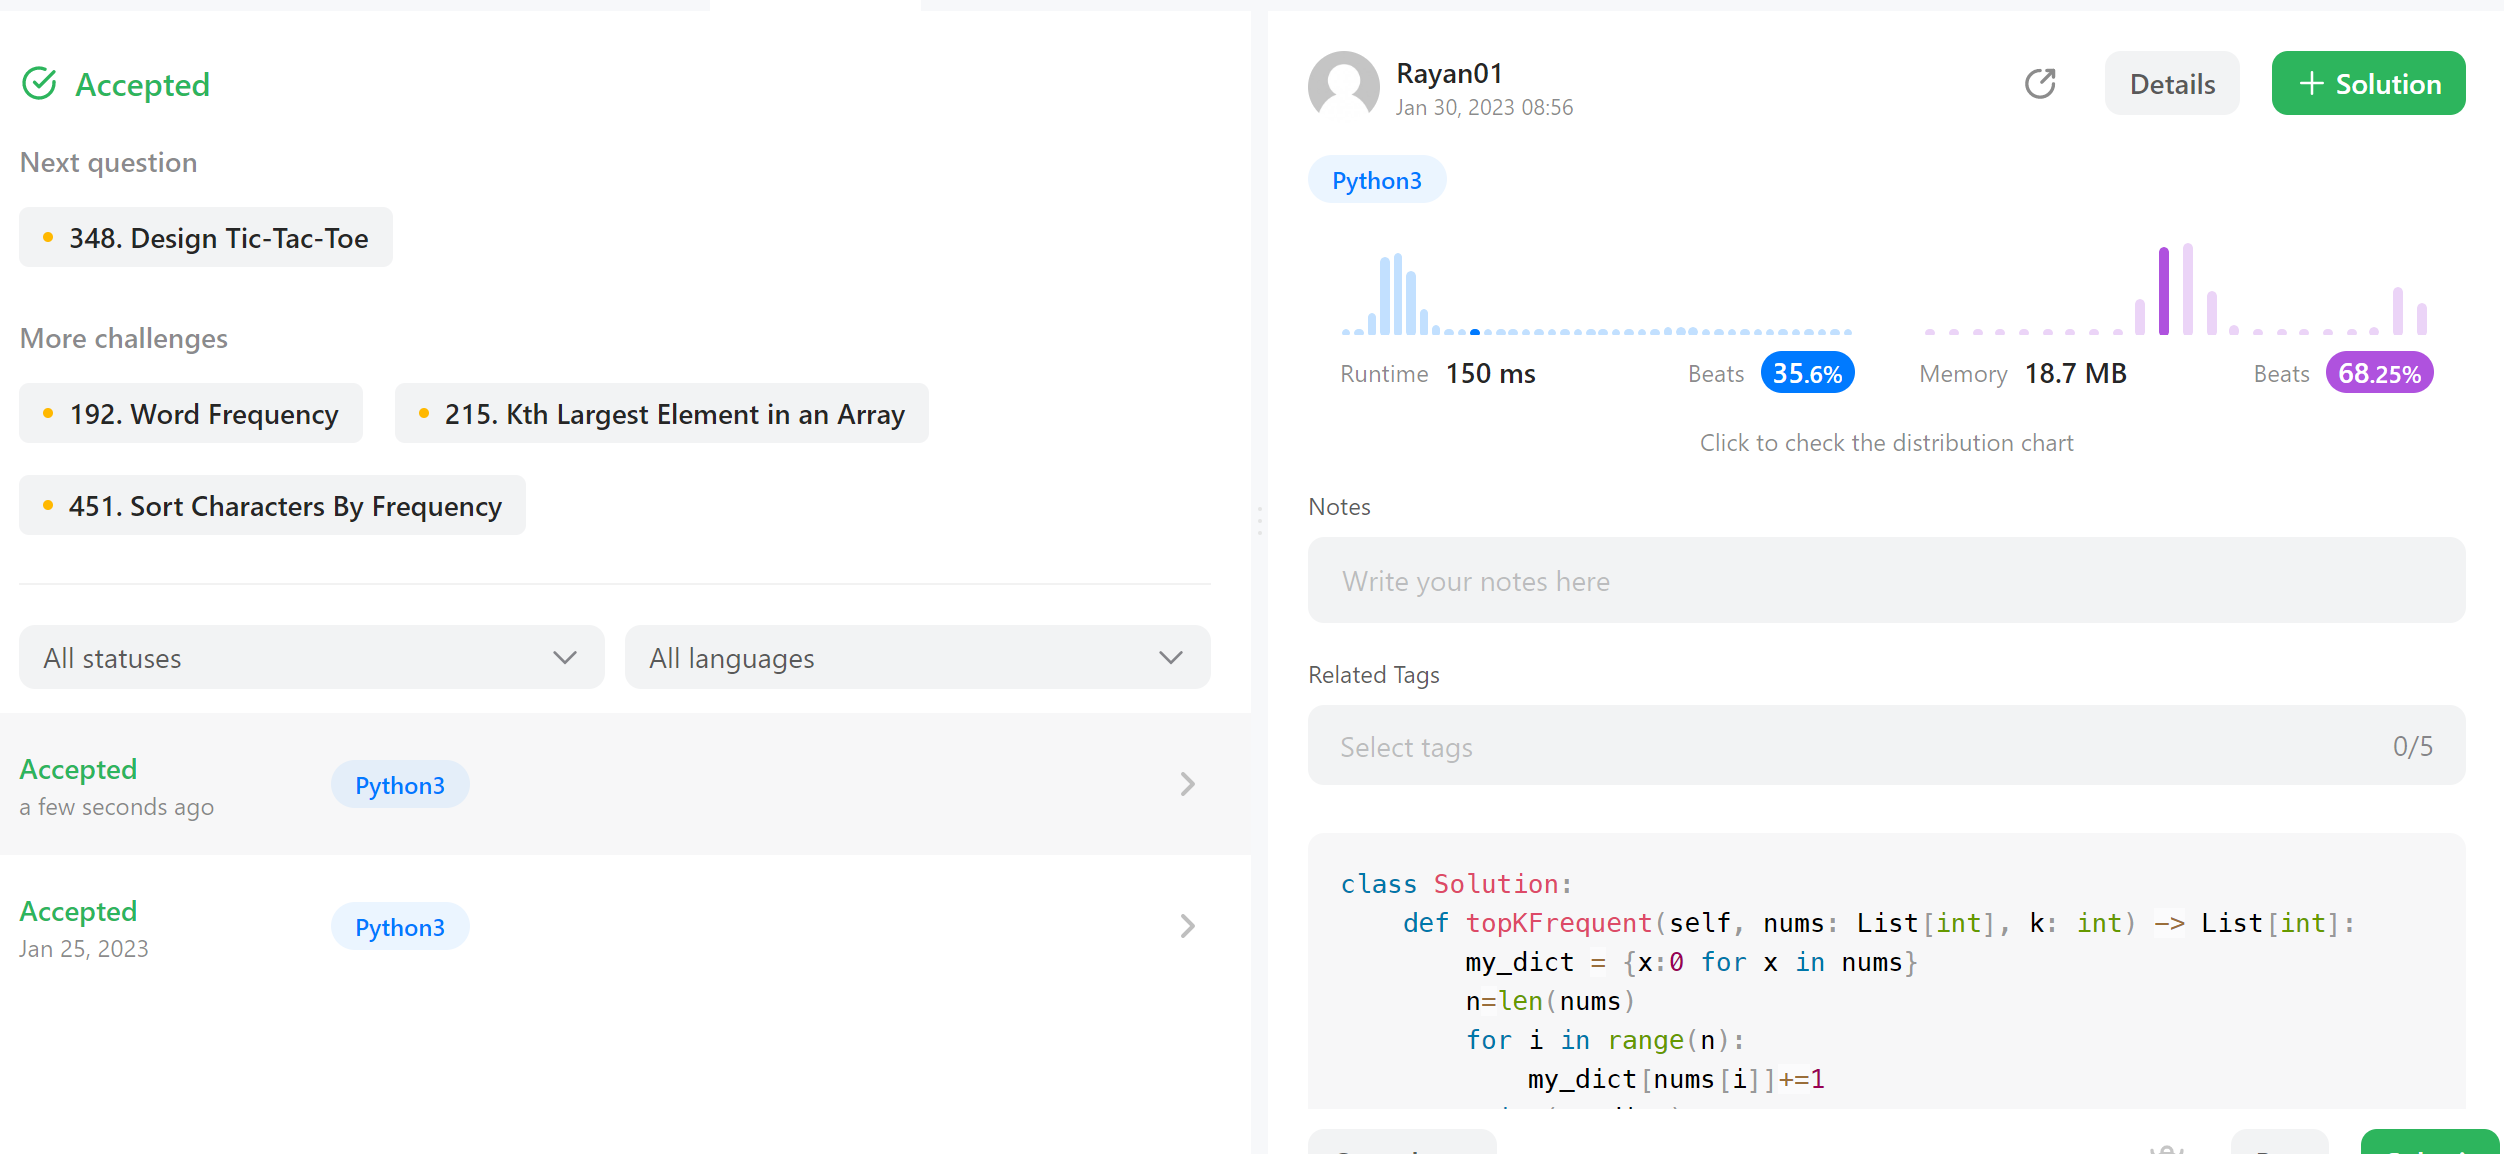 Accepted
Next question
348. Design Tic-Tac-Toe
More challenges
192. Word Frequency
215. Kth Largest Element in an Array
451. Sort Characters By Frequency
All statuses
All languages
Accepted
a few seconds ago
Python3
Accepted
Jan 25, 2023
Python3
Rayan01
Jan 30, 2023 08:56
Details
+ Solution
Python3
Runtime 150 ms
Beats 35.6%
Memory 18.7 MB
Beats 68.25%
Click to check the distribution chart
Notes
Write your notes here
Related Tags
Select tags
0/5
class Solution:
    def topKFrequent(self, nums: List[int], k: int) -> List[int]:
        my_dict = {x:0 for x in nums}
        n=len(nums)
        for i in range(n):
            my_dict[nums[i]]+=1